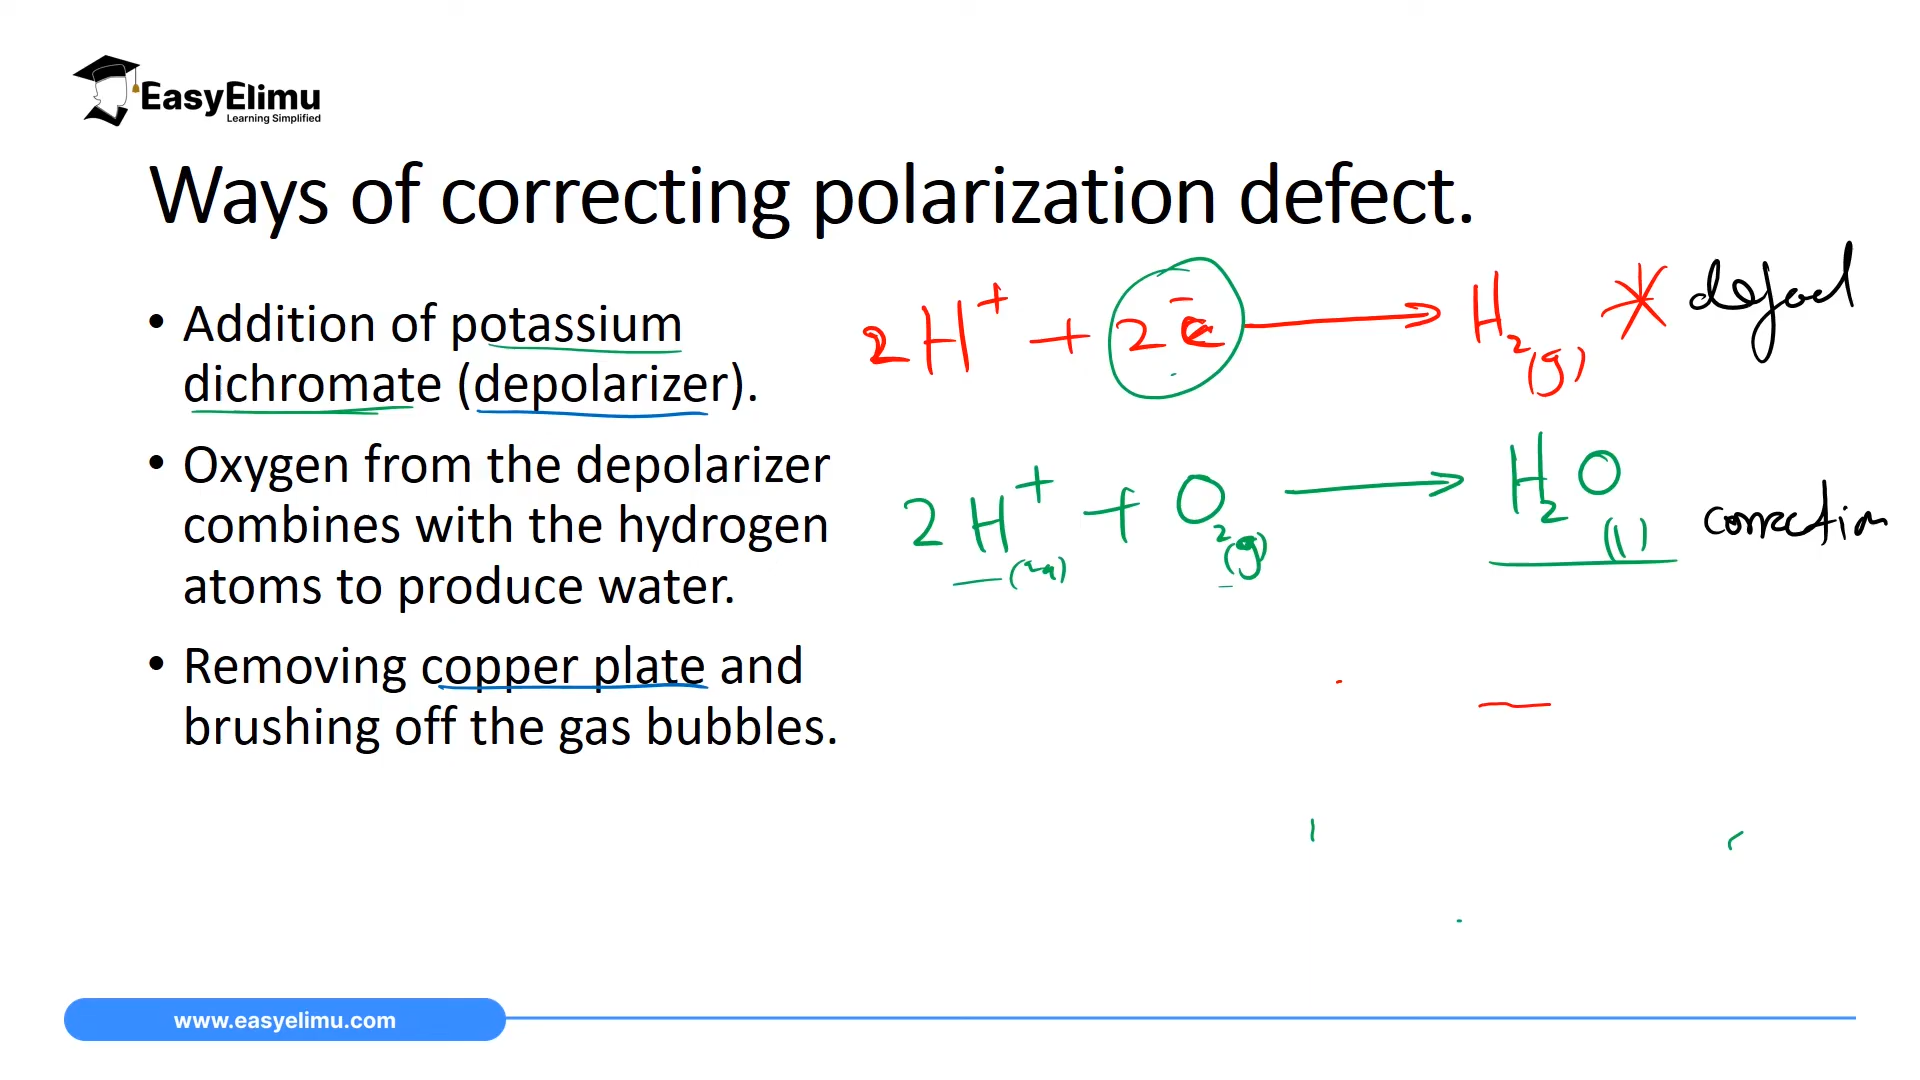 EasyElimu
Learning Simplified
Ways of correcting polarization defect.
• Addition of potassium
dichromate (depolarizer).
• Oxygen from the depolarizer
combines with the hydrogen
atoms to produce water.
• Removing copper plate and
brushing off the gas bubbles.
2H⁺ + 2e⁻ → H₂(g) * defect
2H⁺(aq) + O₂(g) → H₂O(l) correction
www.easyelimu.com